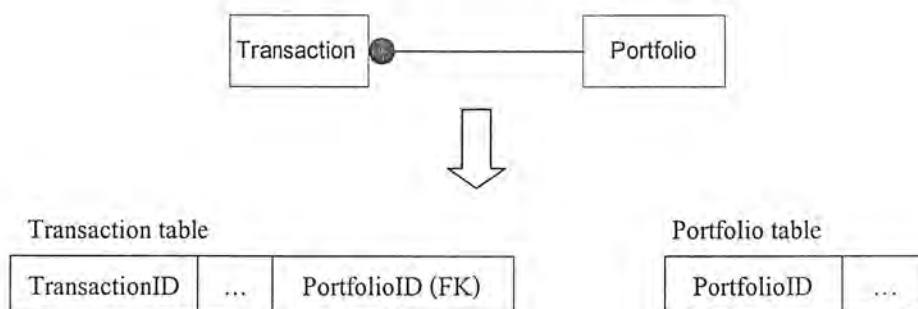 Transaction Portfolio
Transaction table Portfolio table
TransactionID ... PortfolioID (FK) PortfolioID ...